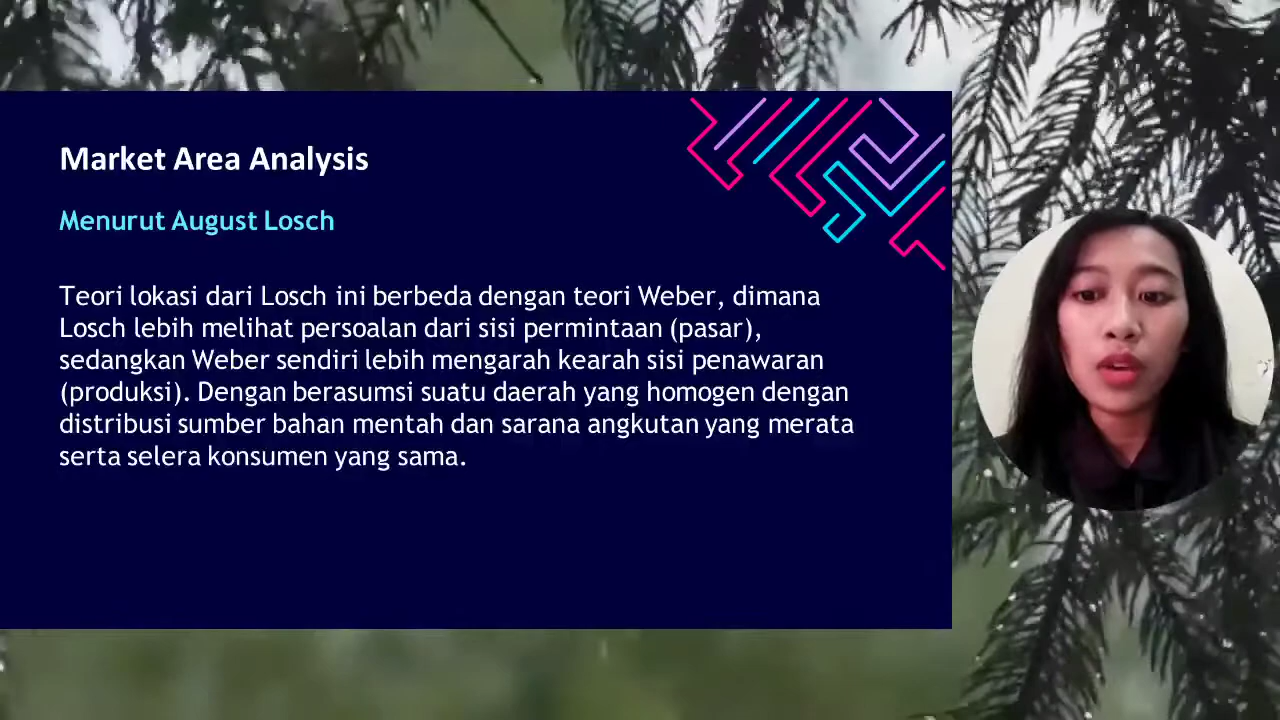 Market Area Analysis
Menurut August Losch
Teori lokasi dari Losch ini berbeda dengan teori Weber, dimana
Losch lebih melihat persoalan dari sisi permintaan (pasar),
sedangkan Weber sendiri lebih mengarah kearah sisi penawaran
(produksi). Dengan berasumsi suatu daerah yang homogen dengan
distribusi sumber bahan mentah dan sarana angkutan yang merata
serta selera konsumen yang sama.